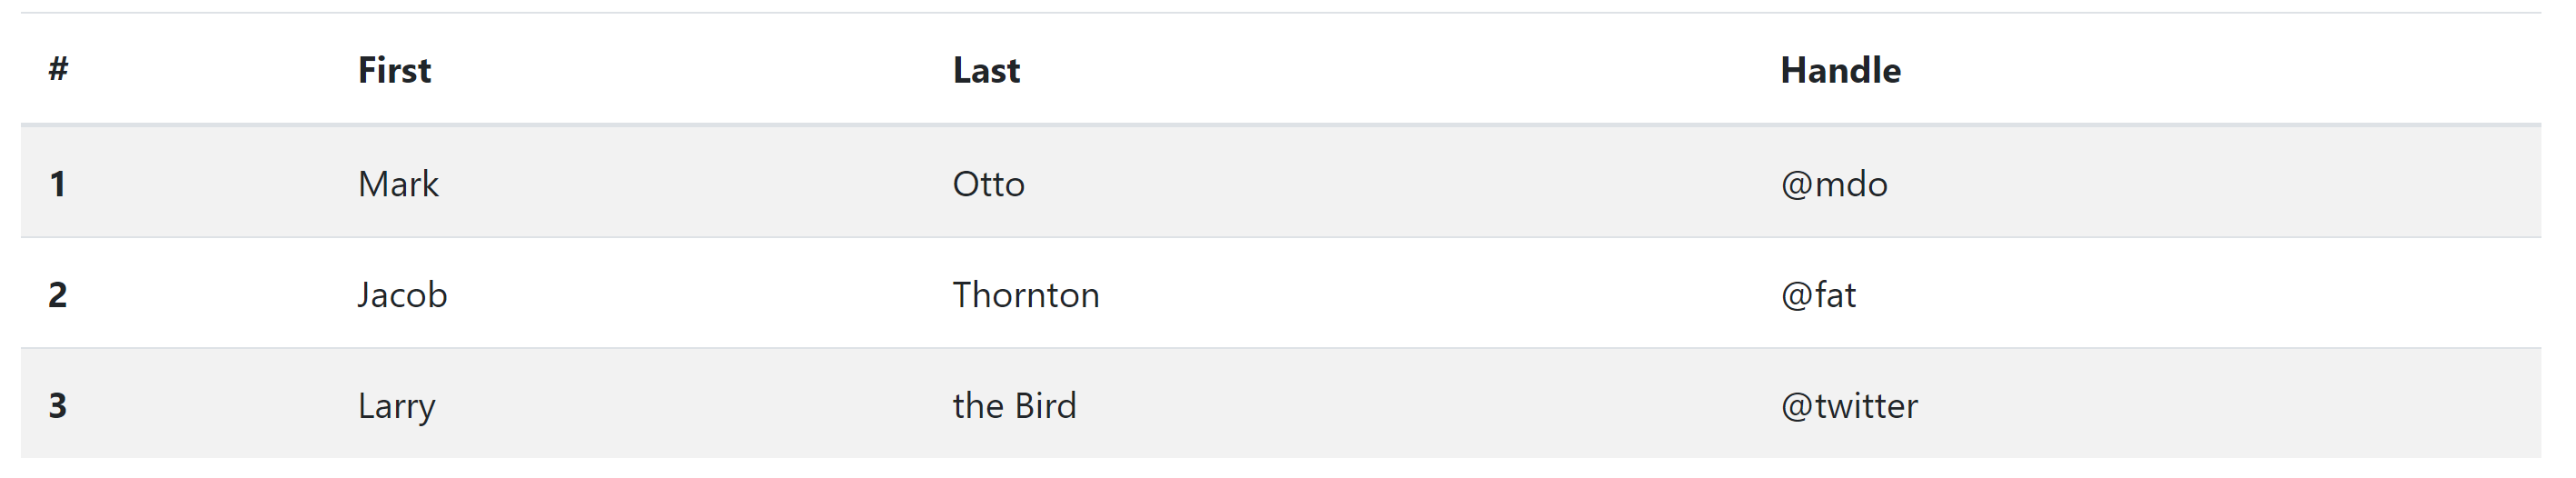 # First Last Handle
1 Mark Otto @mdo
2 Jacob Thornton @fat
3 Larry the Bird @twitter